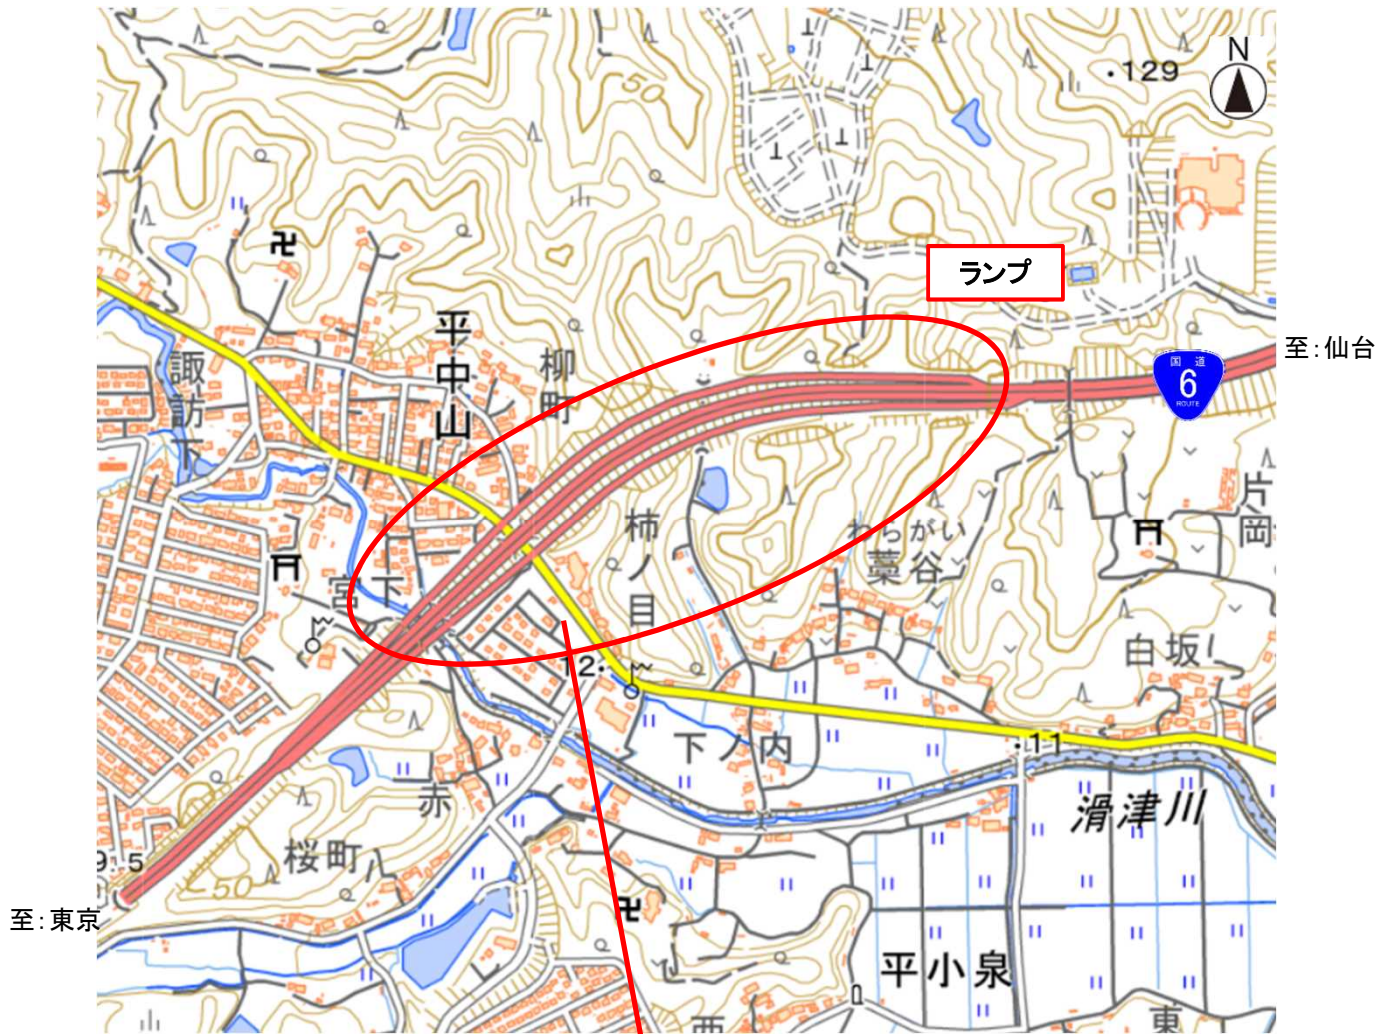 50
・129
N
ランプ
至：仙台
国道
6
ROUTE
平中山
柳町
諏訪下
柿ノ目
わらがい
藁谷
片岡
宮下
白坂
12・
・11
下ノ内
赤
滑津川
桜町
9.5
50
至：東京
平小泉
西
東